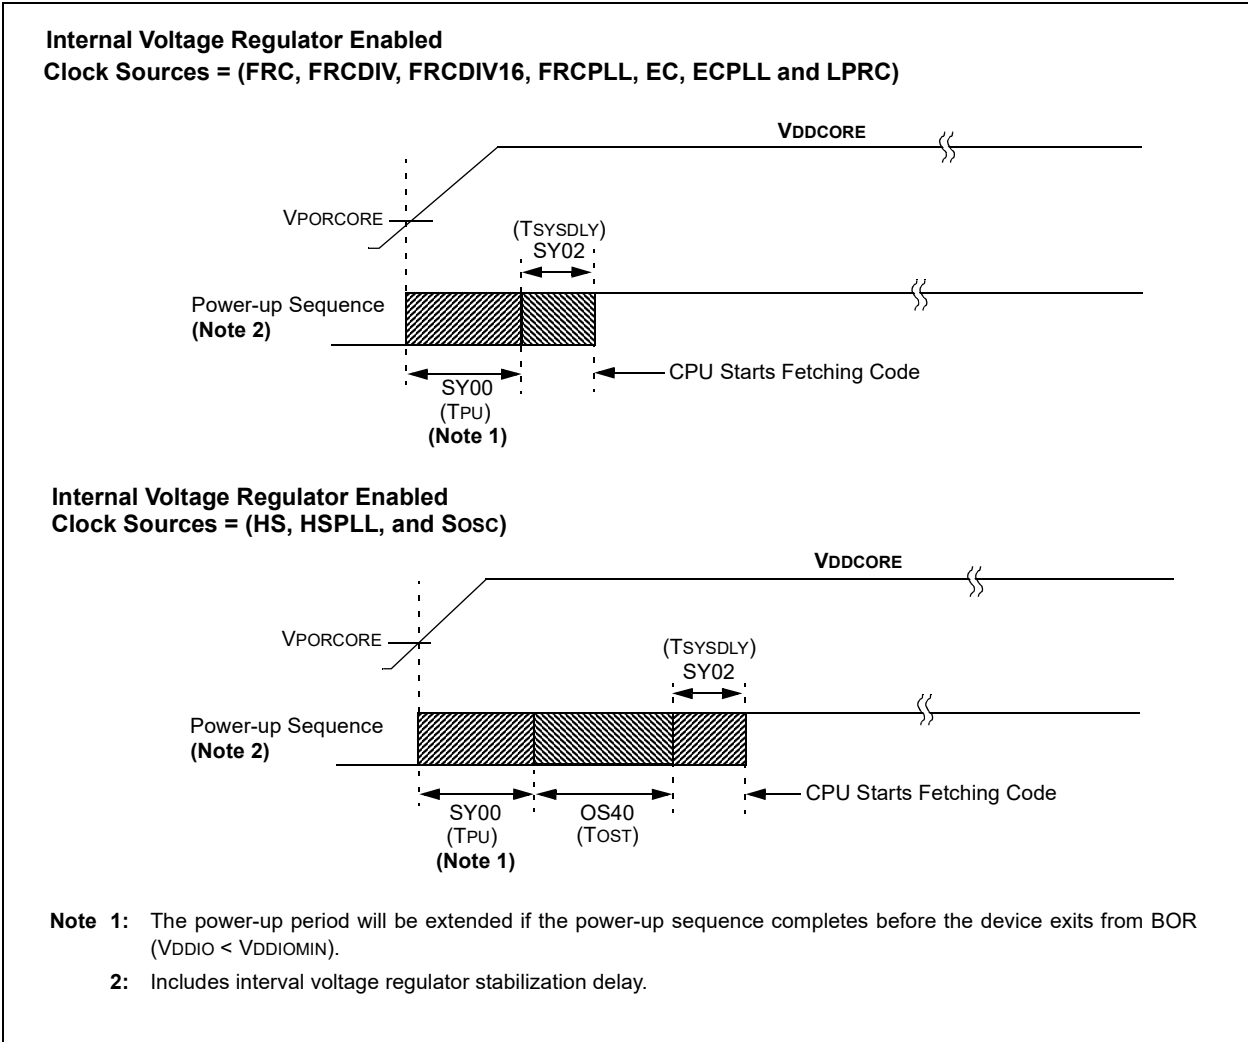 Internal Voltage Regulator Enabled
Clock Sources = (FRC, FRCDIV, FRCDIV16, FRCPLL, EC, ECPLL and LPRC)
VDDCORE
VPORCORE
(TSYSDLY)
SY02
Power-up Sequence
(Note 2)
CPU Starts Fetching Code
SY00
(TPU)
(Note 1)
Internal Voltage Regulator Enabled
Clock Sources = (HS, HSPLL, and SOSC)
VDDCORE
VPORCORE
(TSYSDLY)
SY02
Power-up Sequence
(Note 2)
CPU Starts Fetching Code
SY00
(TPU)
(Note 1)
OS40
(TOST)
Note 1: The power-up period will be extended if the power-up sequence completes before the device exits from BOR
(VDDIO < VDDIOMIN).
2: Includes interval voltage regulator stabilization delay.